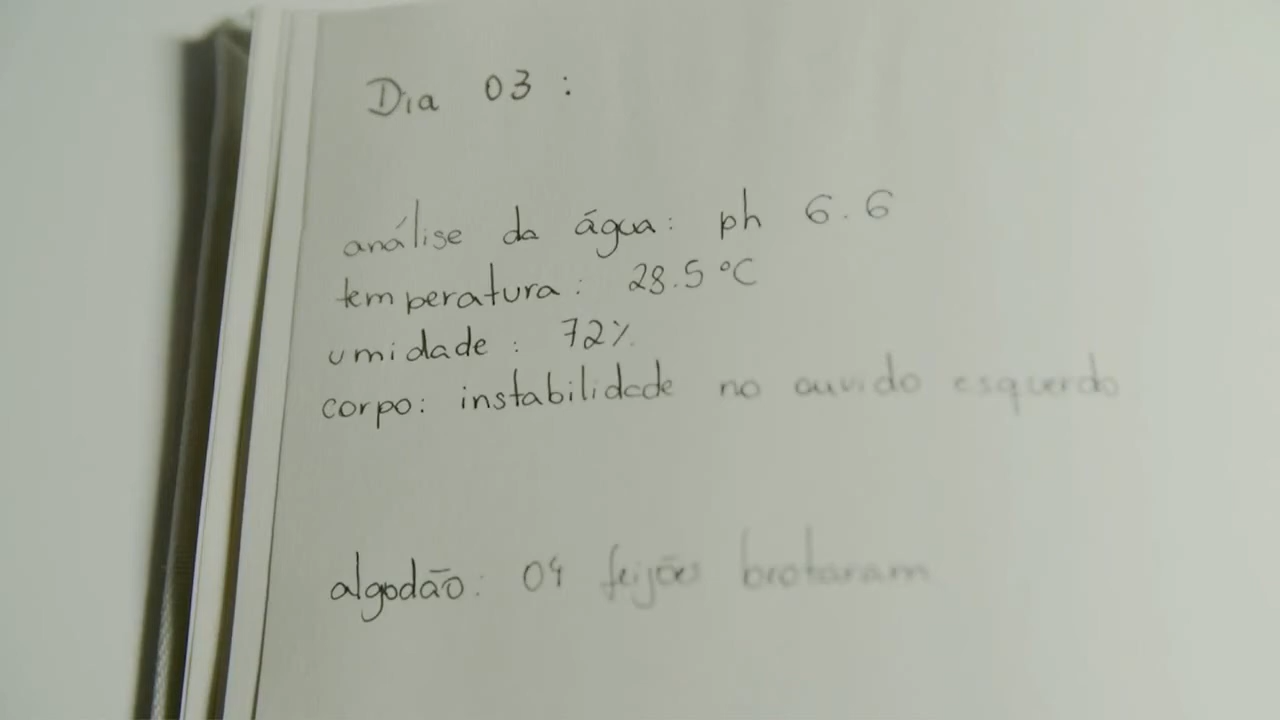 Dia 03:
análise da água: ph 6.6
temperatura: 28.5 °C
umidade: 72%
corpo: instabilidade no ouvido esquerdo
algodão: 04 feijões brotaram